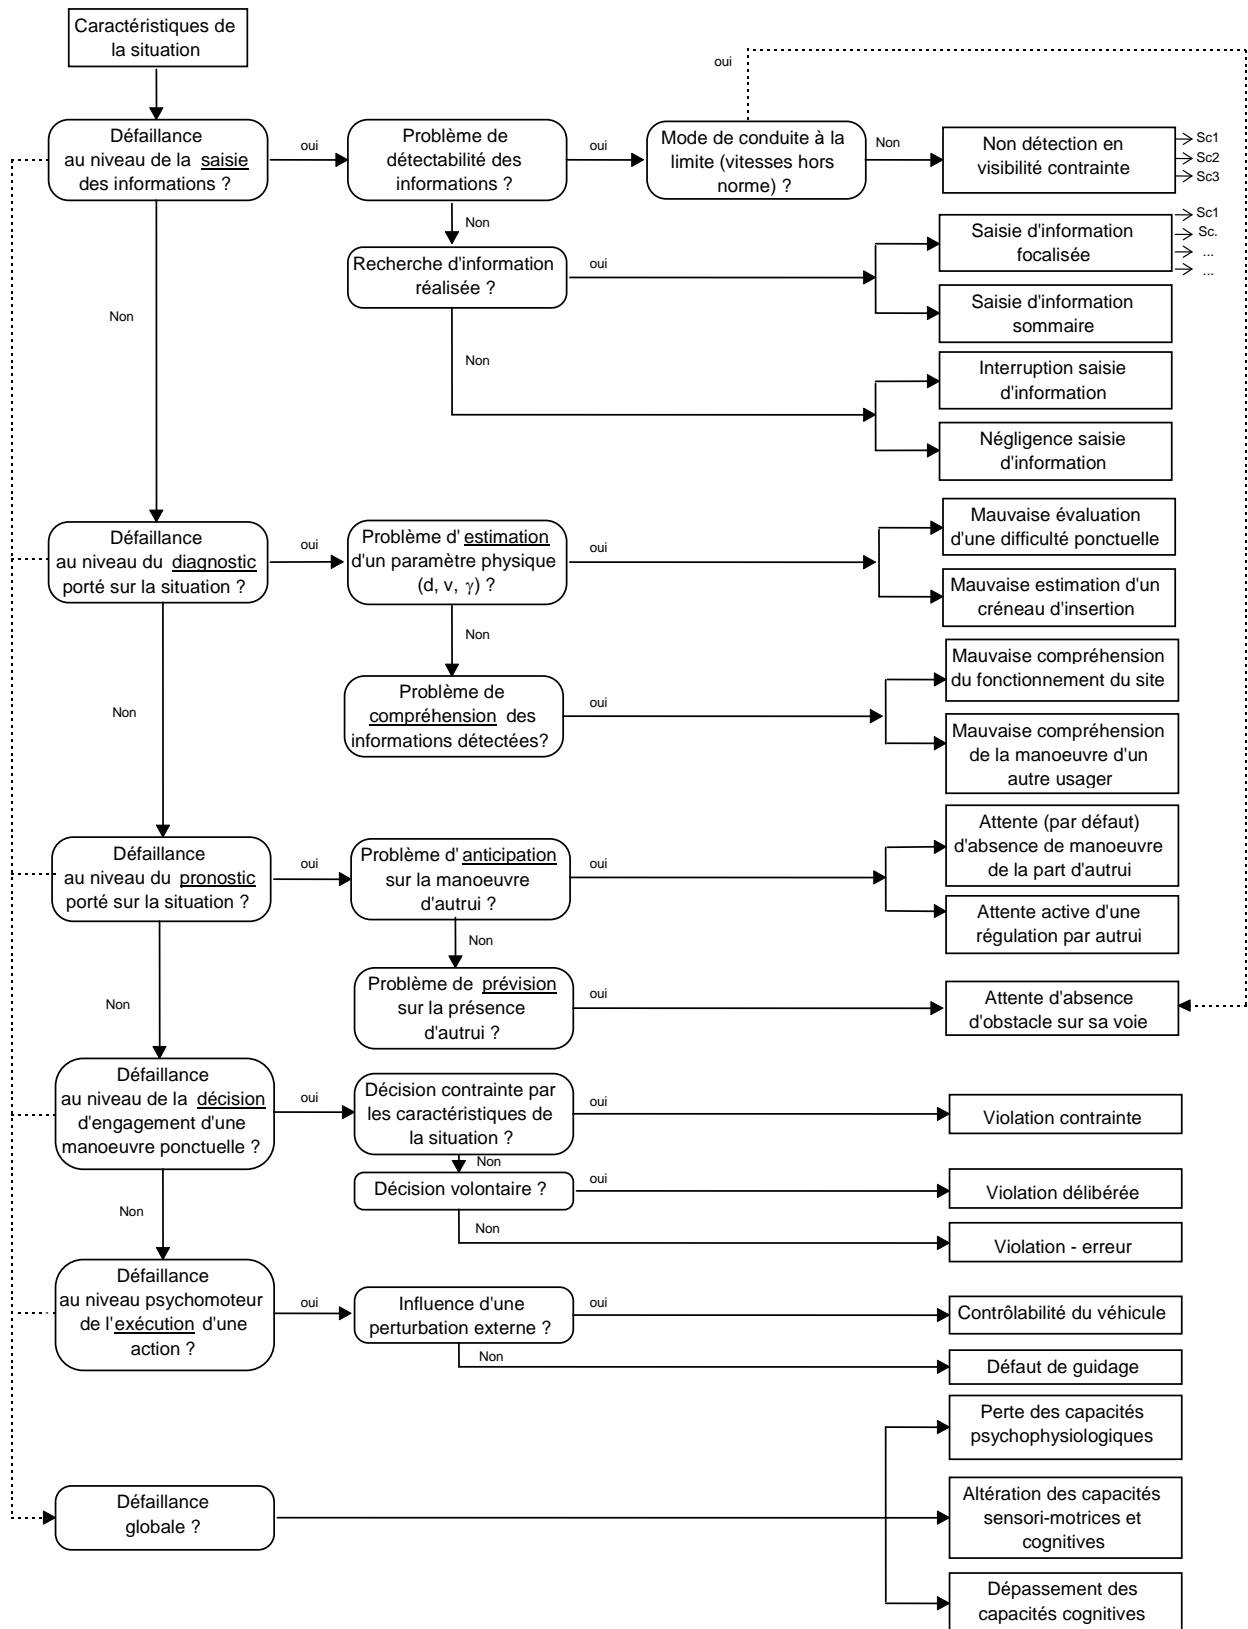 Caractéristiques de
la situation
oui
Défaillance
au niveau de la saisie
des informations ?
oui
Problème de
détectabilité des
informations ?
oui
Mode de conduite à la
limite (vitesses hors
norme) ?
Non
Non détection en
visibilité contrainte
Sc1
Sc2
Sc3
Non
Recherche d'information
réalisée ?
oui
Saisie d'information
focalisée
Sc1
Sc.
...
...
Saisie d'information
sommaire
Non
Non
Interruption saisie
d'information
Négligence saisie
d'information
Défaillance
au niveau du diagnostic
porté sur la situation ?
oui
Problème d' estimation
d'un paramètre physique
(d, v, γ) ?
oui
Mauvaise évaluation
d'une difficulté ponctuelle
Mauvaise estimation d'un
créneau d'insertion
Non
Non
Problème de
compréhension des
informations détectées?
oui
Mauvaise compréhension
du fonctionnement du site
Mauvaise compréhension
de la manoeuvre d'un
autre usager
Défaillance
au niveau du pronostic
porté sur la situation ?
oui
Problème d' anticipation
sur la manoeuvre
d'autrui ?
oui
Attente (par défaut)
d'absence de manoeuvre
de la part d'autrui
Attente active d'une
régulation par autrui
Non
Non
Problème de prévision
sur la présence
d'autrui ?
oui
Attente d'absence
d'obstacle sur sa voie
Défaillance
au niveau de la décision
d'engagement d'une
manoeuvre ponctuelle ?
oui
Décision contrainte par
les caractéristiques de
la situation ?
oui
Violation contrainte
Non
Décision volontaire ?
oui
Violation délibérée
Non
Non
Violation - erreur
Défaillance
au niveau psychomoteur
de l'exécution d'une
action ?
oui
Influence d'une
perturbation externe ?
oui
Contrôlabilité du véhicule
Non
Défaut de guidage
Défaillance
globale ?
Perte des capacités
psychophysiologiques
Altération des capacités
sensori-motrices et
cognitives
Dépassement des
capacités cognitives